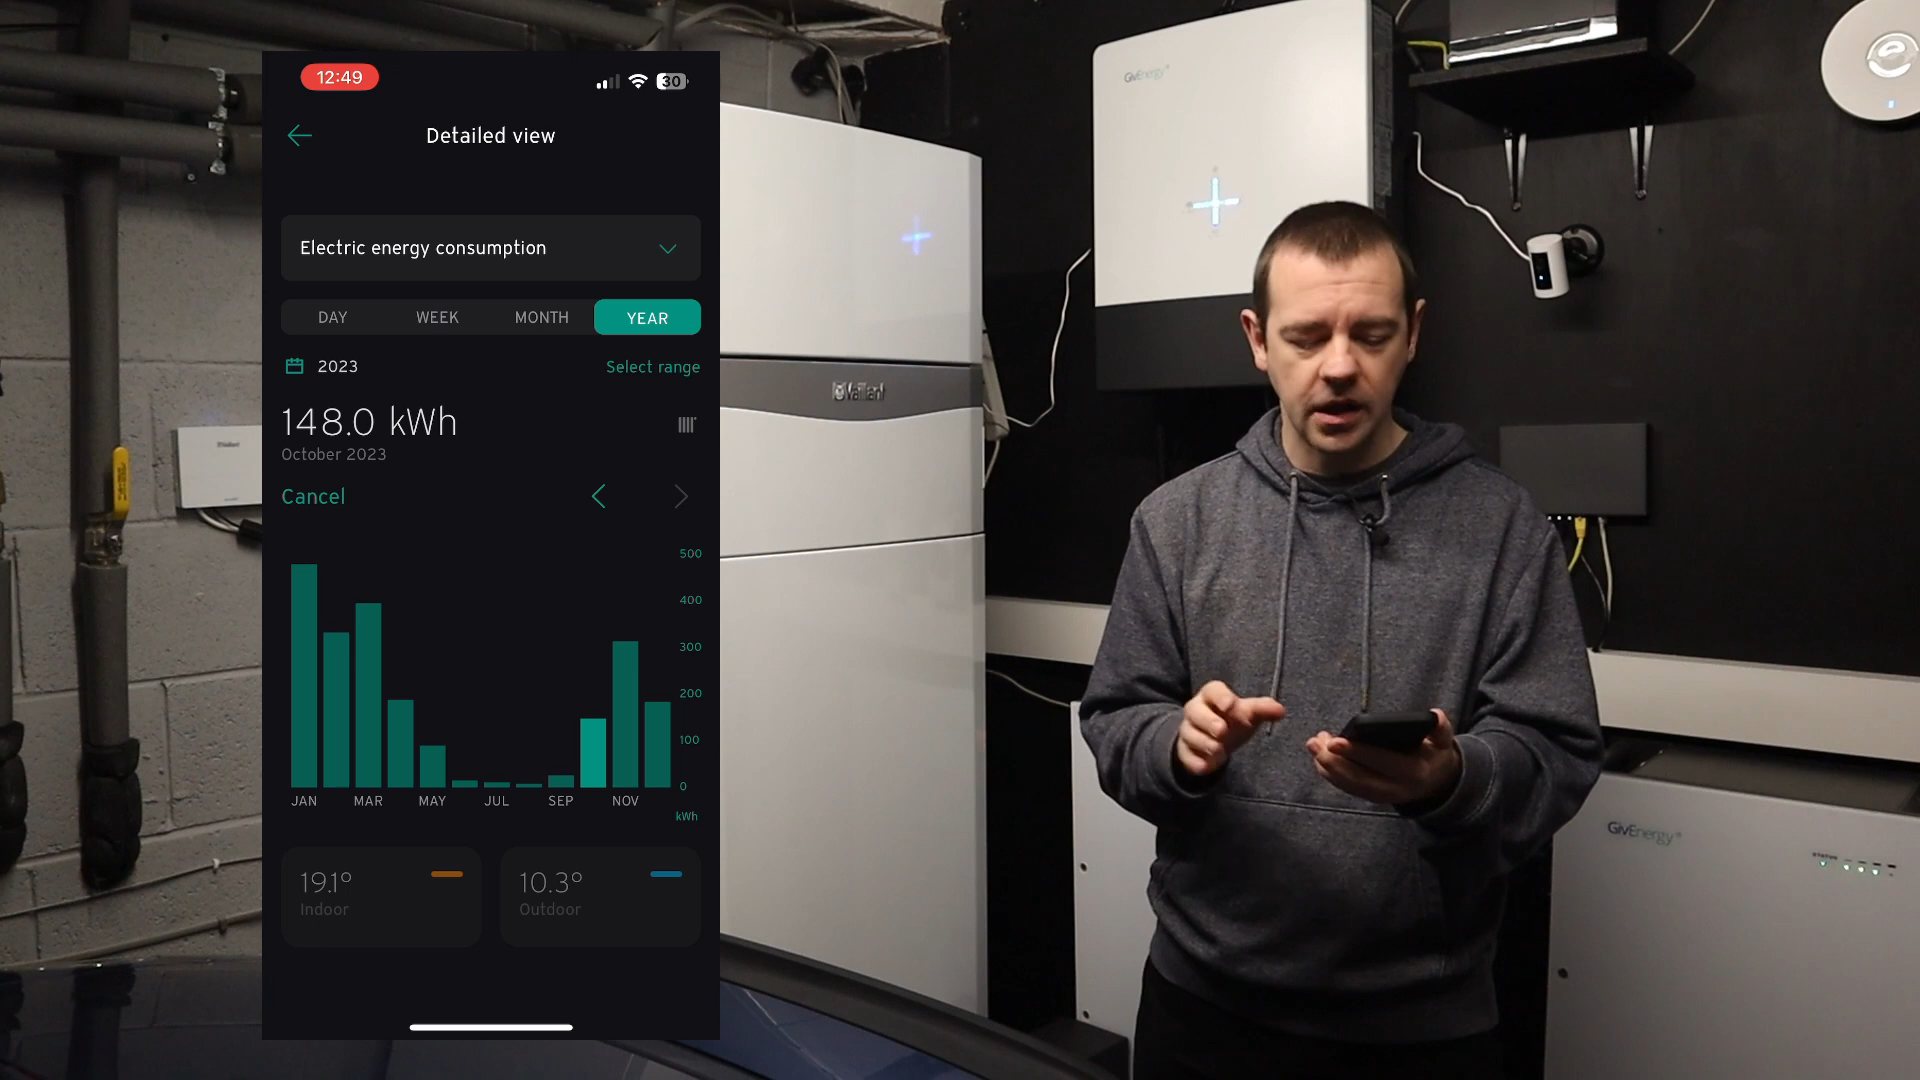 12:49
30
Detailed view
Electric energy consumption
DAY WEEK MONTH YEAR
2023 Select range
148.0 kWh
October 2023
Cancel
500
400
300
200
100
0
JAN MAR MAY JUL SEP NOV
kWh
19.1° 10.3°
Indoor Outdoor
Vaillant
GivEnergy
GivEnergy
STATUS